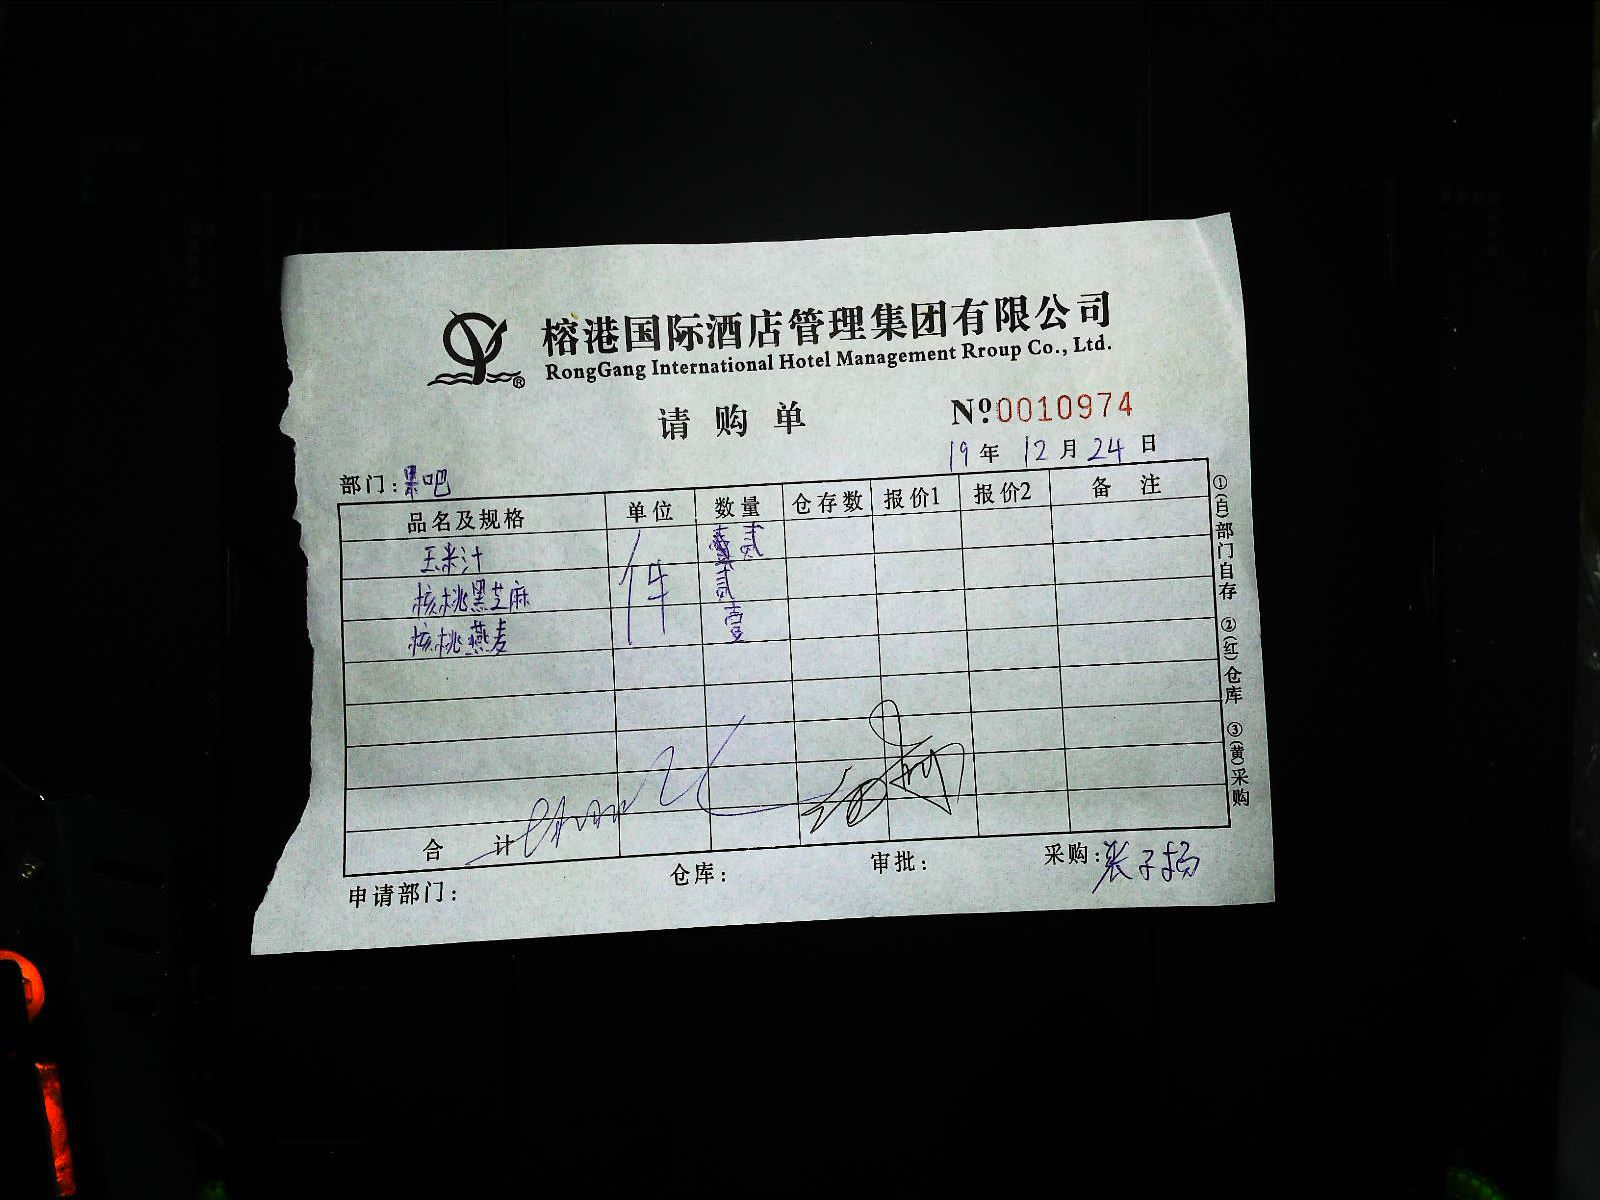 榕港国际酒店管理集团有限公司
RongGang International Hotel Management Rroup Co., Ltd.
®
请购单
Nº 0010974
19年 12月 24日
部门：果吧
品名及规格 单位 数量 仓存数 报价1 报价2 备注
玉米汁 贰
核桃黑芝麻 件 贰
核桃燕麦 壹
合计
申请部门： 仓库： 审批： 采购：张子扬
①(白)部门自存 ②(红)仓库 ③(黄)采购